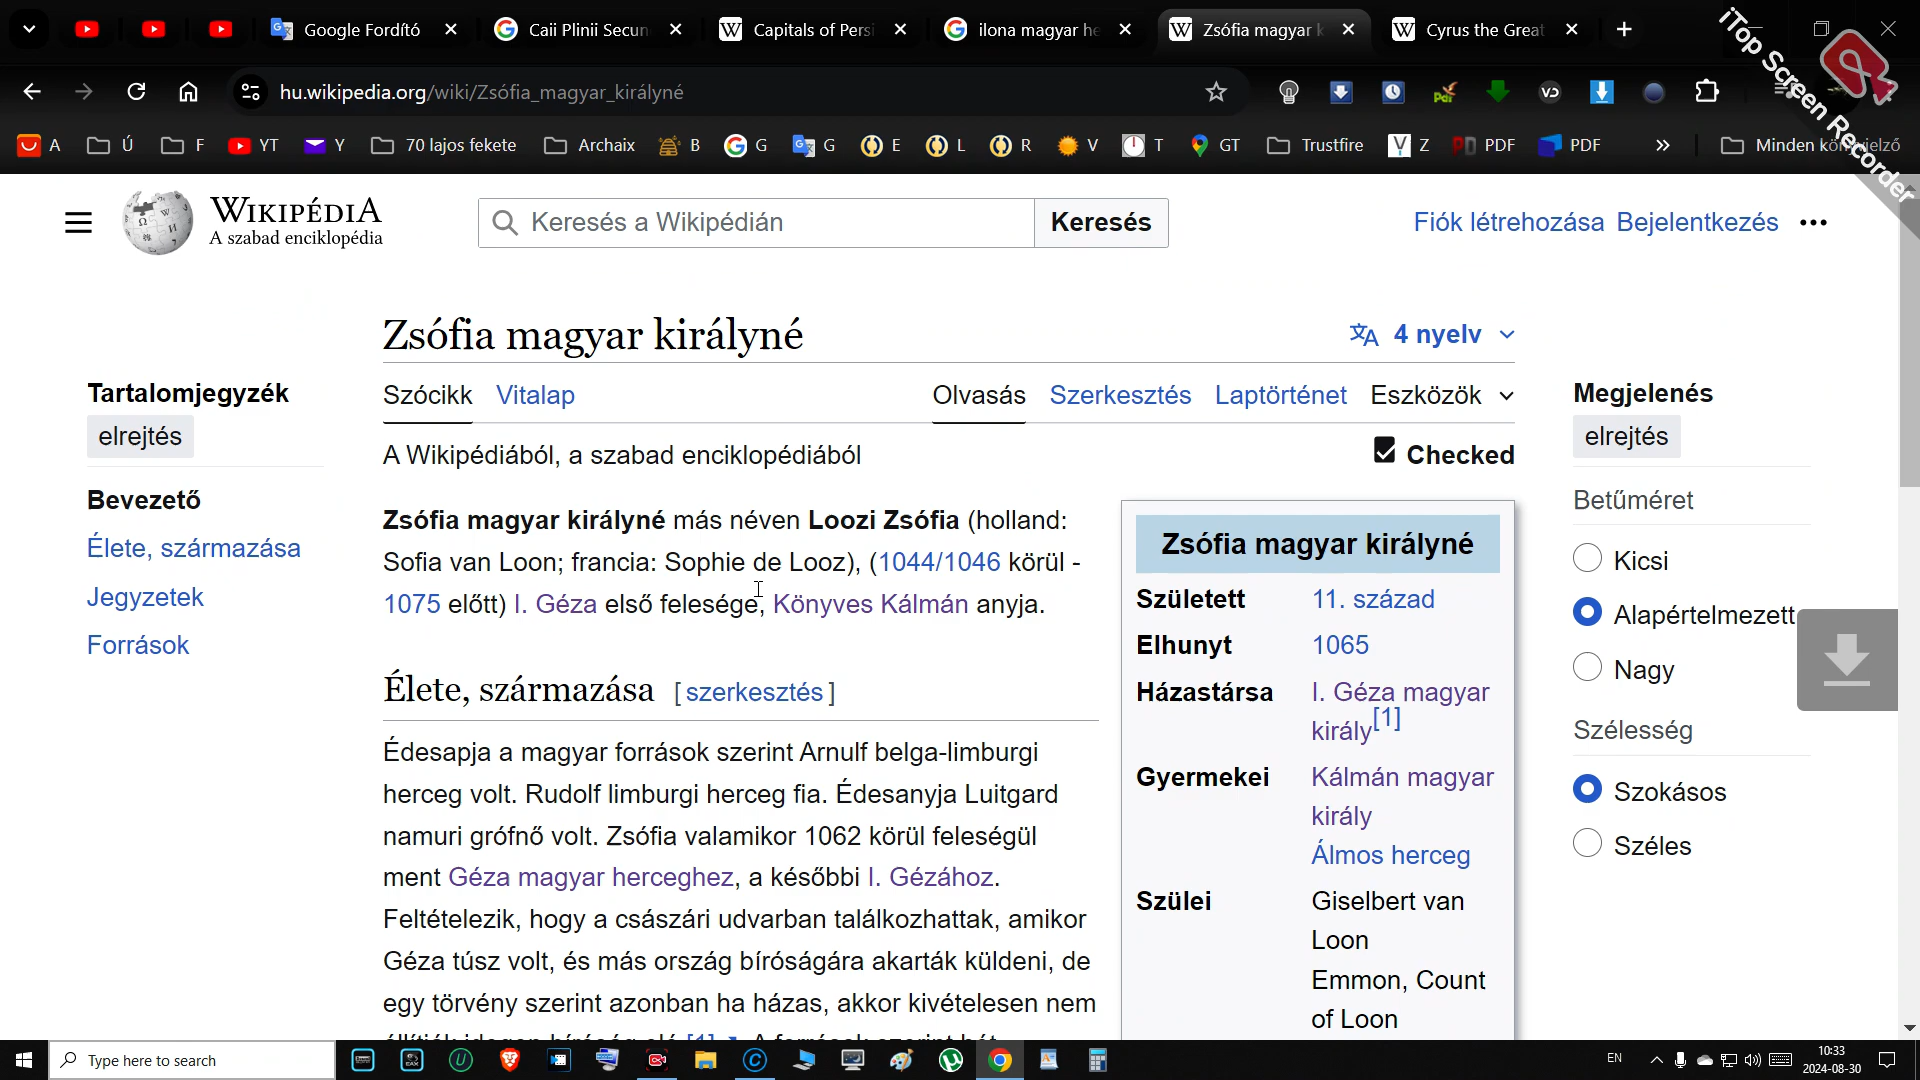 Google Fordító
Caii Plinii Secun
Capitals of Persi
ilona magyar he
Zsófia magyar k
Cyrus the Great
iTop Screen Recorder
hu.wikipedia.org/wiki/Zsófia_magyar_királyné
A
Ú
F
YT
Y
70 lajos fekete
Archaix
B
G
G
E
L
R
V
T
GT
Trustfire
Z
PDF
PDF
Minden
WIKIPÉDIA
A szabad enciklopédia
Keresés a Wikipédián
Keresés
Fiók létrehozása Bejelentkezés
Zsófia magyar királyné
4 nyelv
Tartalomjegyzék
elrejtés
Bevezető
Élete, származása
Jegyzetek
Források
Szócikk Vitalap
Olvasás Szerkesztés Laptörténet Eszközök
A Wikipédiából, a szabad enciklopédiából
Checked
Zsófia magyar királyné más néven Loozi Zsófia (holland:
Sofia van Loon; francia: Sophie de Looz), (1044/1046 körül -
1075 előtt) I. Géza első felesége, Könyves Kálmán anyja.
Élete, származása [ szerkesztés ]
Édesapja a magyar források szerint Arnulf belga-limburgi
herceg volt. Rudolf limburgi herceg fia. Édesanyja Luitgard
namuri grófnő volt. Zsófia valamikor 1062 körül feleségül
ment Géza magyar herceghez, a későbbi I. Gézához.
Feltételezik, hogy a császári udvarban találkozhattak, amikor
Géza túsz volt, és más ország bíróságára akarták küldeni, de
egy törvény szerint azonban ha házas, akkor kivételesen nem
Zsófia magyar királyné
Született 11. század
Elhunyt 1065
Házastársa I. Géza magyar
király[1]
Gyermekei Kálmán magyar
király
Álmos herceg
Szülei Giselbert van
Loon
Emmon, Count
of Loon
Megjelenés
elrejtés
Betűméret
Kicsi
Alapértelmezett
Nagy
Szélesség
Szokásos
Széles
Type here to search
EN
10:33
2024-08-30